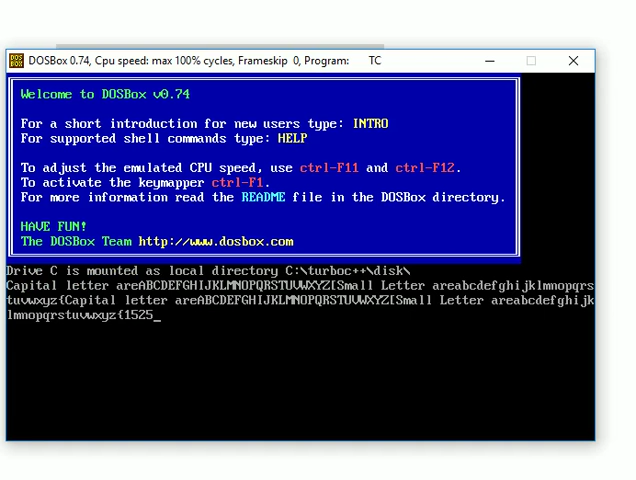 DOSBox 0.74, Cpu speed: max 100% cycles, Frameskip 0, Program: TC
Welcome to DOSBox v0.74
For a short introduction for new users type: INTRO
For supported shell commands type: HELP
To adjust the emulated CPU speed, use ctrl-F11 and ctrl-F12.
To activate the keymapper ctrl-F1.
For more information read the README file in the DOSBox directory.
HAVE FUN!
The DOSBox Team http://www.dosbox.com
Drive C is mounted as local directory C:\turboc++\disk\
Capital letter areABCDEFGHIJKLMNOPQRSTUVWXYZ[Small Letter areabcdefghijklmnopqrs
tuvwxyz{Capital letter areABCDEFGHIJKLMNOPQRSTUVWXYZ[Small Letter areabcdefghijk
lmnopqrstuvwxyz{1525_